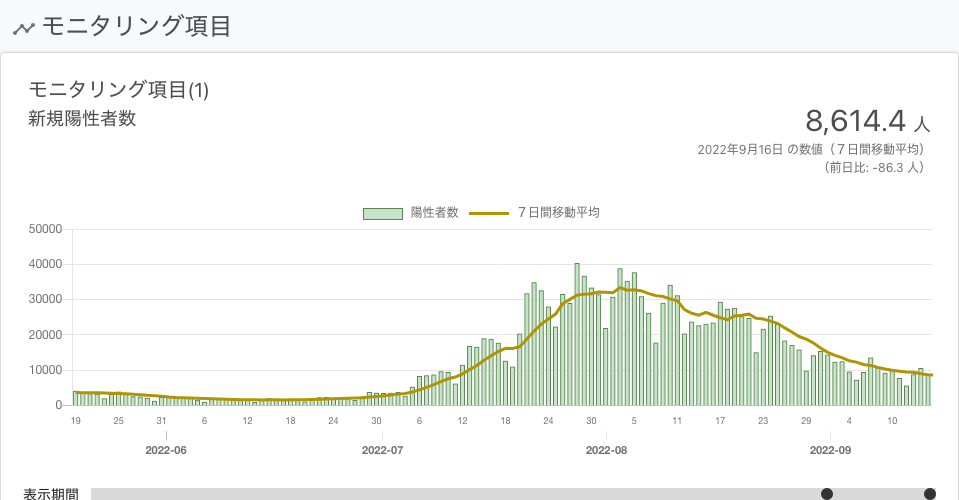 モニタリング項目
モニタリング項目(1)
新規陽性者数
8,614.4 人
2022年9月16日 の数値（７日間移動平均）
（前日比: -86.3 人）
陽性者数 ７日間移動平均
50000
40000
30000
20000
10000
0
19 25 31 6 12 18 24 30 6 12 18 24 30 5 11 17 23 29 4 10
2022-06 2022-07 2022-08 2022-09
表示期間